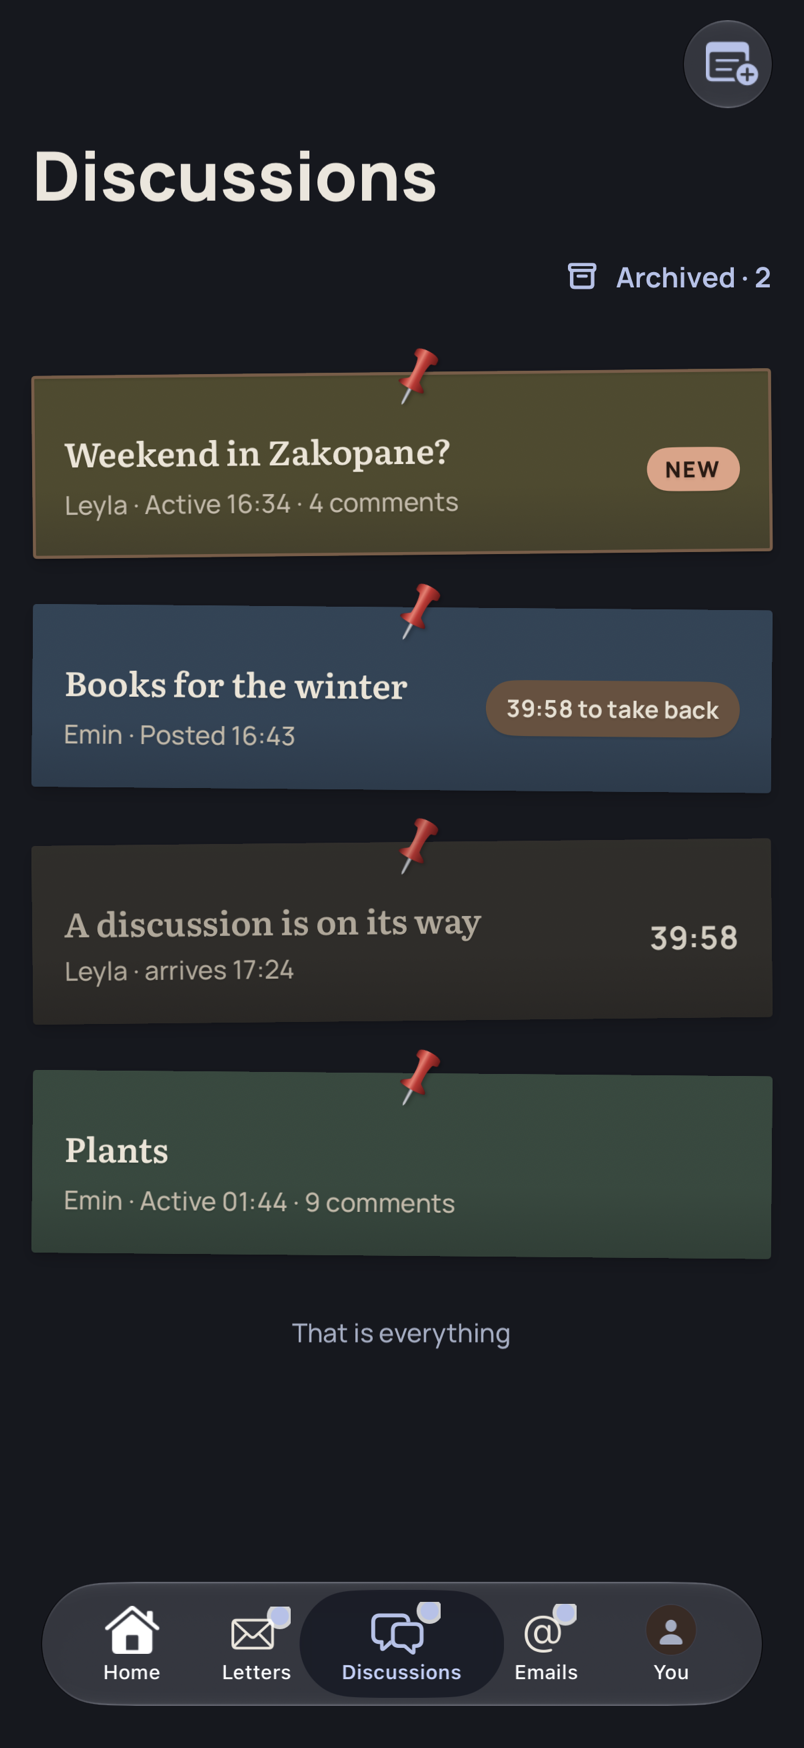 Discussions
Archived · 2
Weekend in Zakopane?
Leyla · Active 16:34 · 4 comments
NEW
Books for the winter
Emin · Posted 16:43
39:58 to take back
A discussion is on its way
Leyla · arrives 17:24
39:58
Plants
Emin · Active 01:44 · 9 comments
That is everything
Home
Letters
Discussions
@
Emails
You